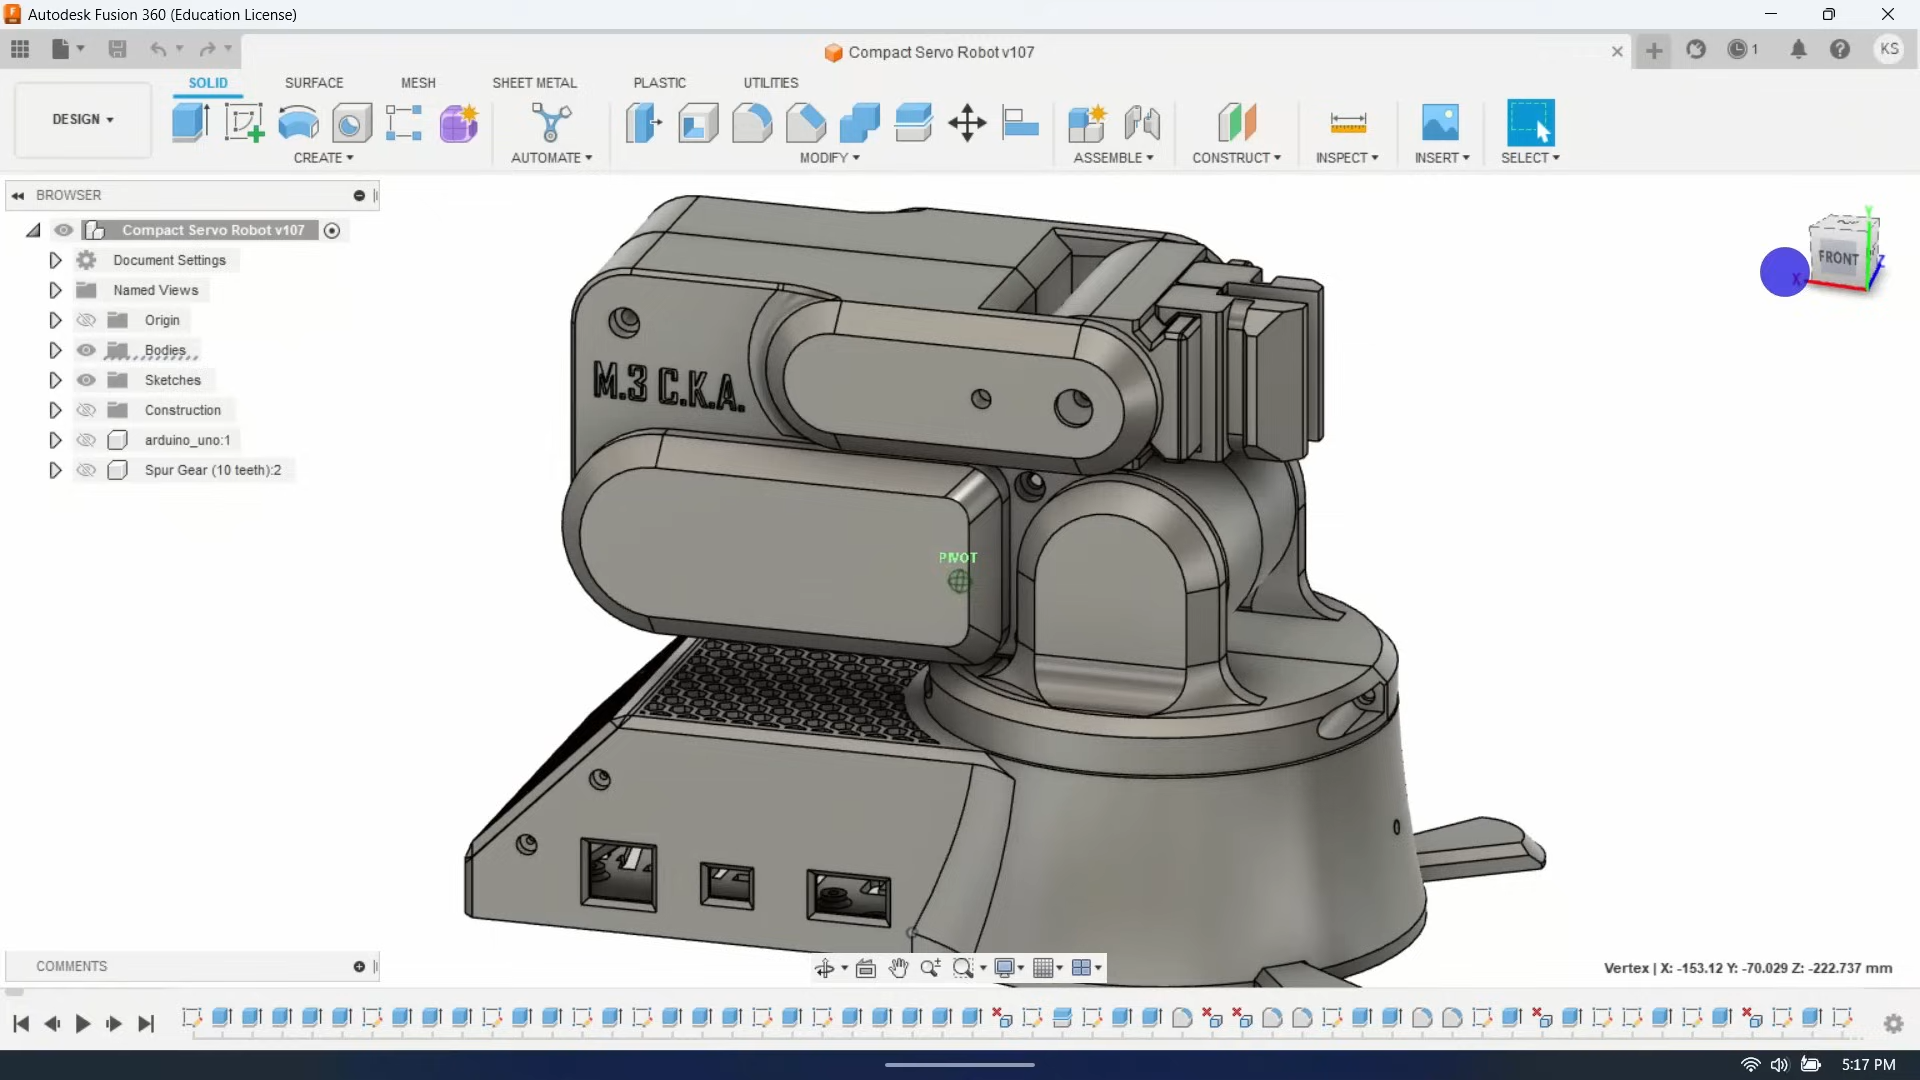 Autodesk Fusion 360 (Education License)
Compact Servo Robot v107
1
KS
SOLID
SURFACE
MESH
SHEET METAL
PLASTIC
UTILITIES
DESIGN
CREATE
AUTOMATE
MODIFY
ASSEMBLE
CONSTRUCT
INSPECT
INSERT
SELECT
BROWSER
Compact Servo Robot v107
Document Settings
Named Views
Origin
Bodies
Sketches
Construction
arduino_uno:1
Spur Gear (10 teeth):2
Y
FRONT
Z
X
M.3 C.K.A.
PIVOT
COMMENTS
Vertex | X: -153.12 Y: -70.029 Z: -222.737 mm
5:17 PM